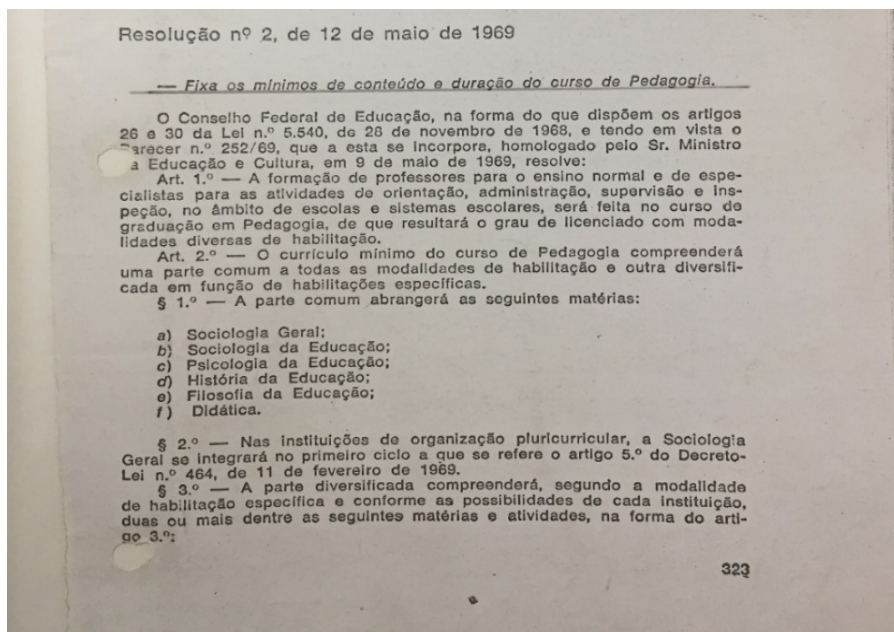 Resolução nº 2, de 12 de maio de 1969
— Fixa os mínimos de conteúdo e duração do curso de Pedagogia.
O Conselho Federal de Educação, na forma do que dispõem os artigos
26 e 30 da Lei n.º 5.540, de 28 de novembro de 1968, e tendo em vista o
arecer n.º 252/69, que a esta se incorpora, homologado pelo Sr. Ministro
a Educação e Cultura, em 9 de maio de 1969, resolve:
Art. 1.º — A formação de professores para o ensino normal e de espe-
cialistas para as atividades de orientação, administração, supervisão e ins-
peção, no âmbito de escolas e sistemas escolares, será feita no curso de
graduação em Pedagogia, de que resultará o grau de licenciado com moda-
lidades diversas de habilitação.
Art. 2.º — O currículo mínimo do curso de Pedagogia compreenderá
uma parte comum a todas as modalidades de habilitação e outra diversifi-
cada em função de habilitações específicas.
§ 1.º — A parte comum abrangerá as seguintes matérias:
a) Sociologia Geral;
b) Sociologia da Educação;
c) Psicologia da Educação;
d) História da Educação;
e) Filosofia da Educação;
f) Didática.
§ 2.º — Nas instituições de organização pluricurricular, a Sociologia
Geral se integrará no primeiro ciclo a que se refere o artigo 5.º do Decreto-
Lei n.º 464, de 11 de fevereiro de 1969.
§ 3.º — A parte diversificada compreenderá, segundo a modalidade
de habilitação específica e conforme as possibilidades de cada instituição,
duas ou mais dentre as seguintes matérias e atividades, na forma do arti-
go 3.º:
323